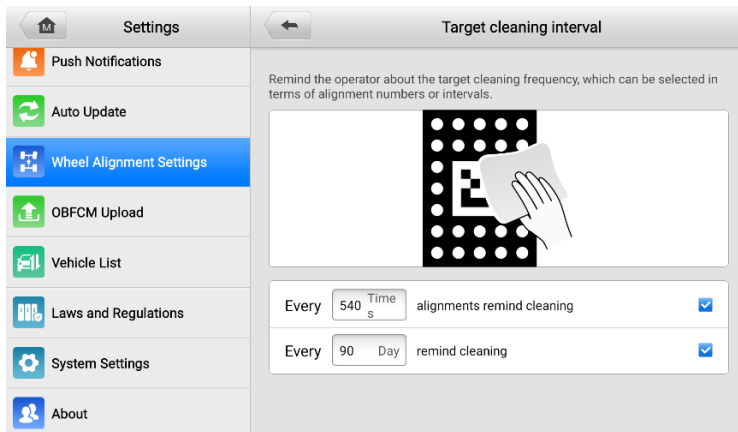 M
Settings
Target cleaning interval
Push Notifications
Auto Update
Wheel Alignment Settings
OBFCM Upload
Vehicle List
Laws and Regulations
System Settings
About
Remind the operator about the target cleaning frequency, which can be selected in
terms of alignment numbers or intervals.
Every 540 Time
s alignments remind cleaning
Every 90 Day remind cleaning